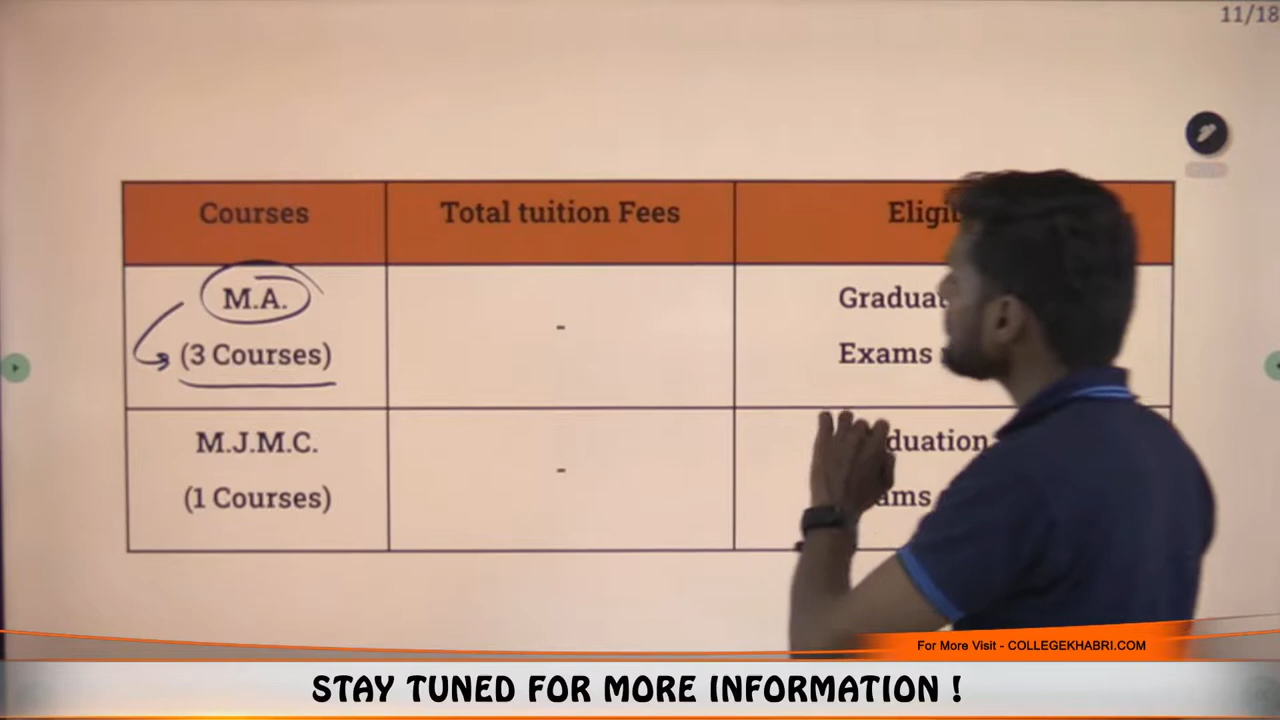 11/18
Courses
Total tuition Fees
M.A.
-
Exams
(3 Courses)
M.J.M.C.
-
(1 Courses)
For More Visit - COLLEGEKHABRI.COM
STAY TUNED FOR MORE INFORMATION !